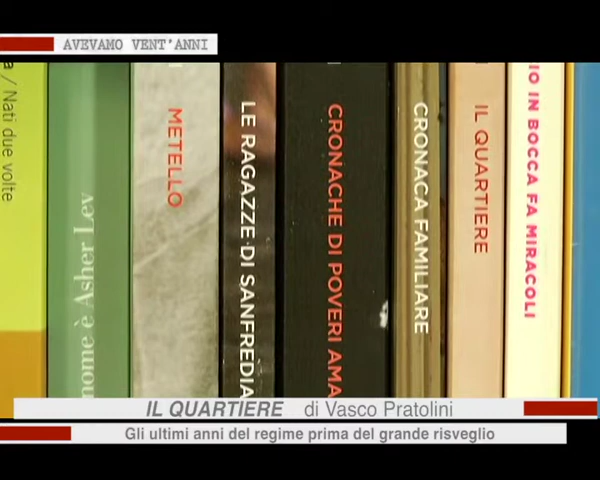 AVEVAMO VENT'ANNI
a / Nati due volte
nome è Asher Lev
METELLO
LE RAGAZZE DI SANFREDIA
CRONACHE DI POVERI AMA
CRONACA FAMILIARE
IL QUARTIERE
IO IN BOCCA FA MIRACOLI
IL QUARTIERE di Vasco Pratolini
Gli ultimi anni del regime prima del grande risveglio